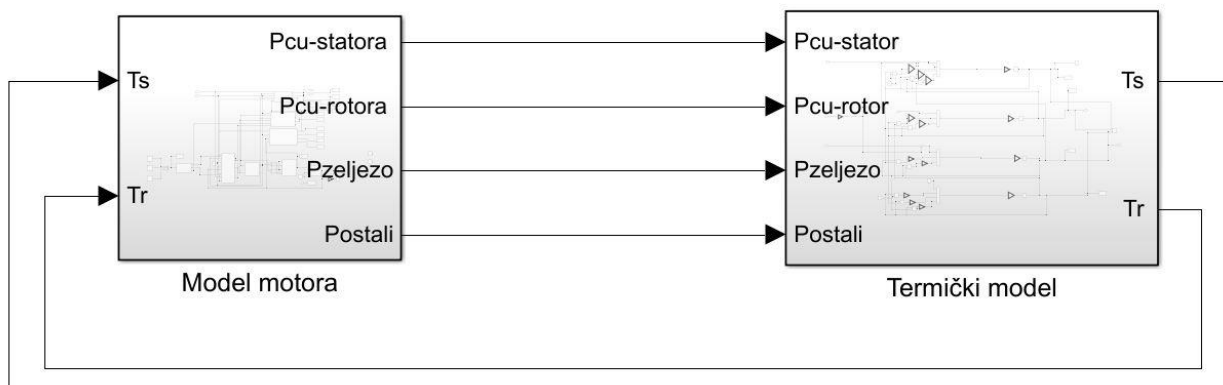 Ts
Tr
Pcu-statora
Pcu-rotora
Pzeljezo
Postali
Model motora
Pcu-stator
Pcu-rotor
Pzeljezo
Postali
Ts
Tr
Termički model